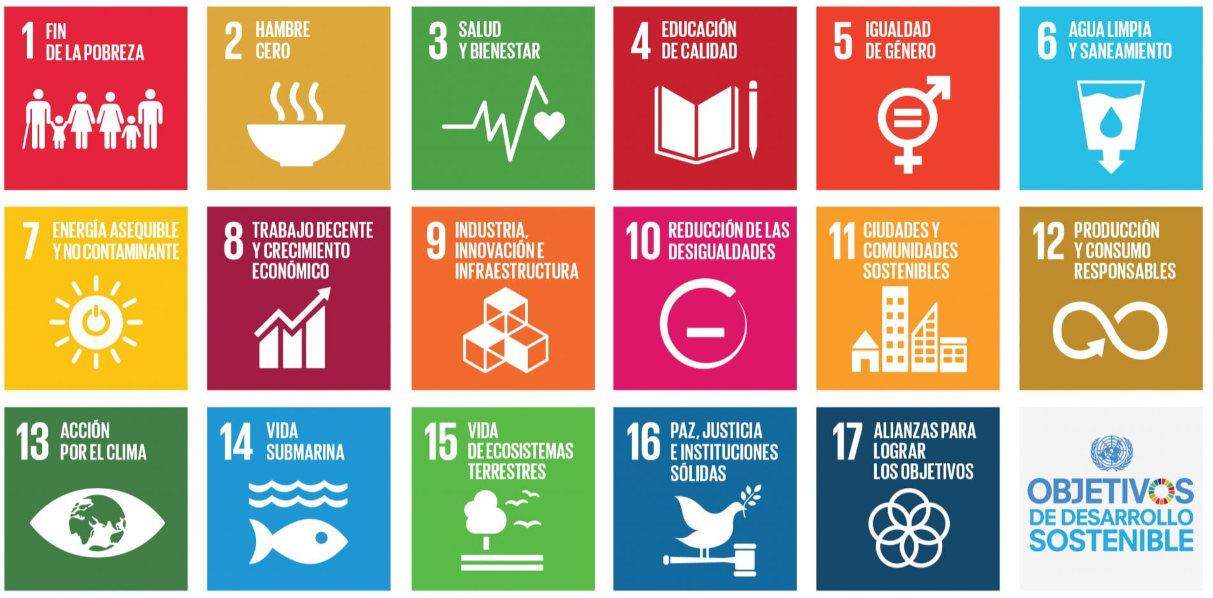 1 FIN
DE LA POBREZA
2 HAMBRE
CERO
3 SALUD
Y BIENESTAR
4 EDUCACIÓN
DE CALIDAD
5 IGUALDAD
DE GÉNERO
6 AGUA LIMPIA
Y SANEAMIENTO
7 ENERGÍA ASEQUIBLE
Y NO CONTAMINANTE
8 TRABAJO DECENTE
Y CRECIMIENTO
ECONÓMICO
9 INDUSTRIA,
INNOVACIÓN E
INFRAESTRUCTURA
10 REDUCCIÓN DE LAS
DESIGUALDADES
11 CIUDADES Y
COMUNIDADES
SOSTENIBLES
12 PRODUCCIÓN
Y CONSUMO
RESPONSABLES
13 ACCIÓN
POR EL CLIMA
14 VIDA
SUBMARINA
15 VIDA
DE ECOSISTEMAS
TERRESTRES
16 PAZ, JUSTICIA
E INSTITUCIONES
SÓLIDAS
17 ALIANZAS PARA
LOGRAR
LOS OBJETIVOS
OBJETIVOS
DE DESARROLLO
SOSTENIBLE